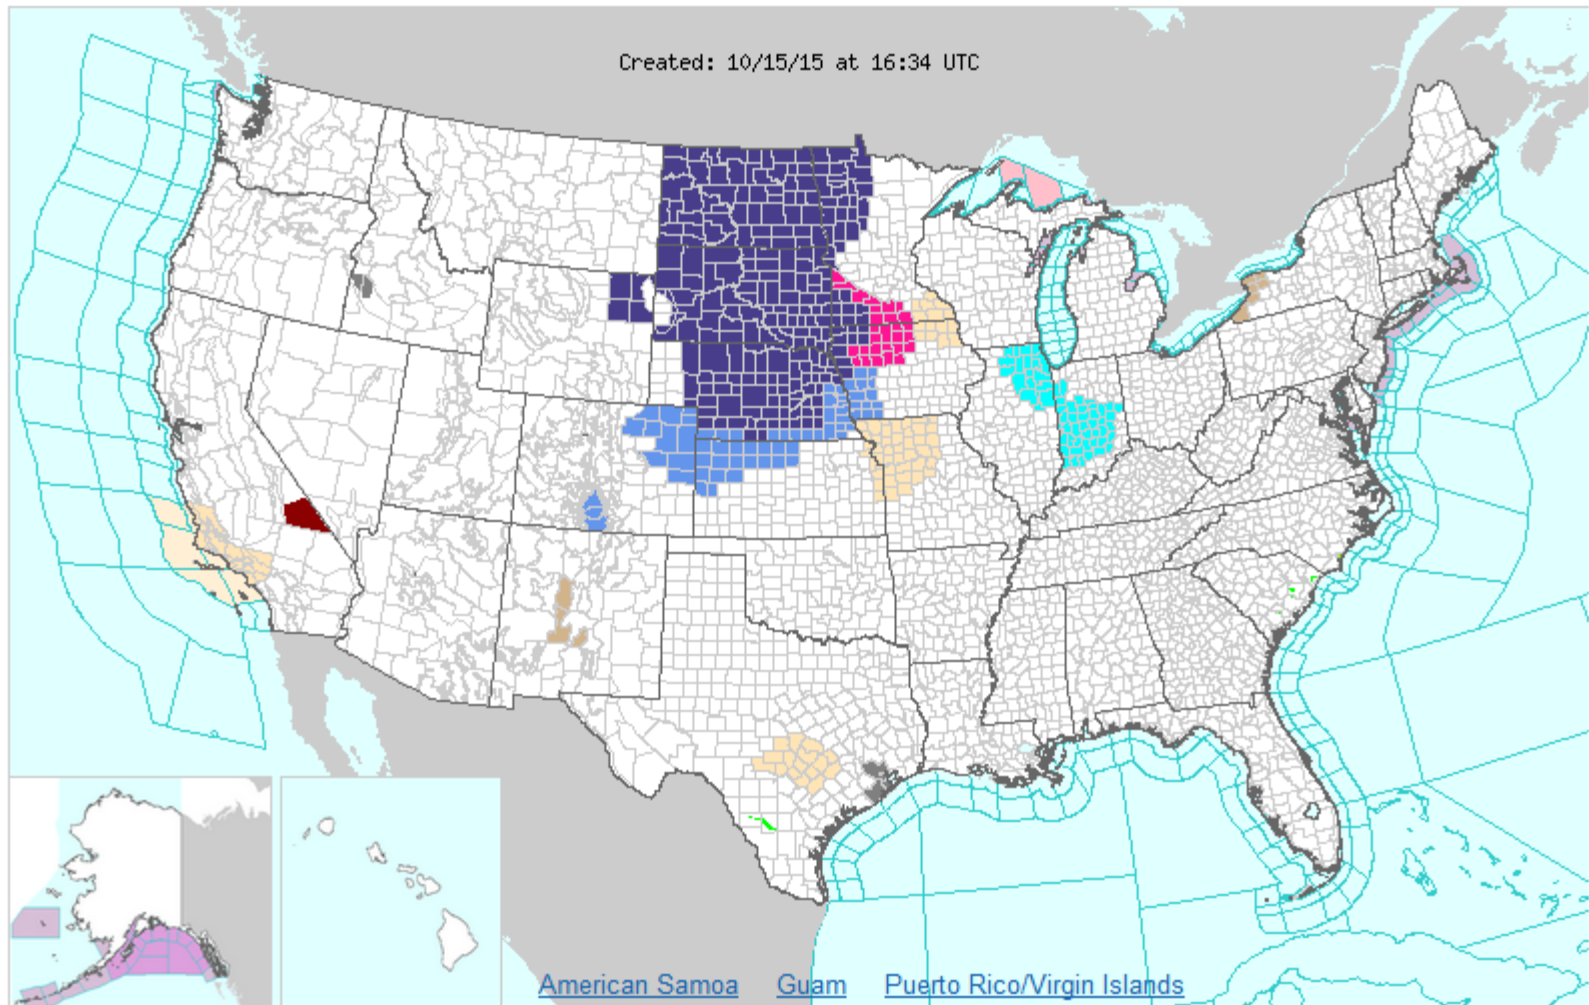 Created: 10/15/15 at 16:34 UTC
American Samoa Guam Puerto Rico/Virgin Islands